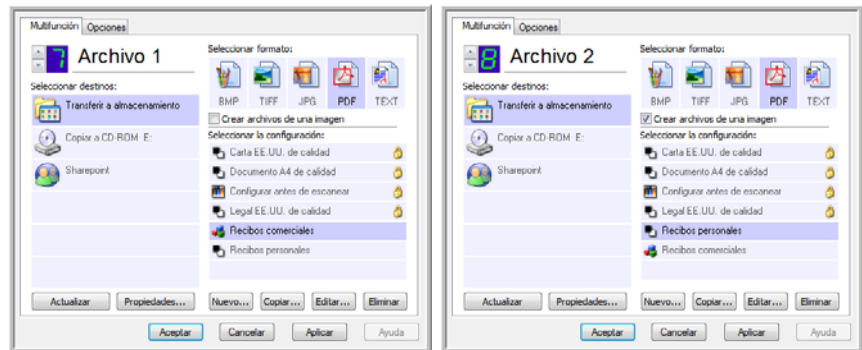 Multifunción Opciones
7 Archivo 1
Seleccionar destinos:
Transferir a almacenamiento
Copiar a CD-ROM E:
Sharepoint
Seleccionar formato:
BMP TIFF JPG PDF TEXT
Crear archivos de una imagen
Seleccionar la configuración:
Carta EE.UU. de calidad
Documento A4 de calidad
Configurar antes de escanear
Legal EE.UU. de calidad
Recibos comerciales
Recibos personales
Actualizar Propiedades... Nuevo... Copiar... Editar... Eliminar
Aceptar Cancelar Aplicar Ayuda
Multifunción Opciones
8 Archivo 2
Seleccionar destinos:
Transferir a almacenamiento
Copiar a CD-ROM E:
Sharepoint
Seleccionar formato:
BMP TIFF JPG PDF TEXT
Crear archivos de una imagen
Seleccionar la configuración:
Carta EE.UU. de calidad
Documento A4 de calidad
Configurar antes de escanear
Legal EE.UU. de calidad
Recibos personales
Recibos comerciales
Actualizar Propiedades... Nuevo... Copiar... Editar... Eliminar
Aceptar Cancelar Aplicar Ayuda